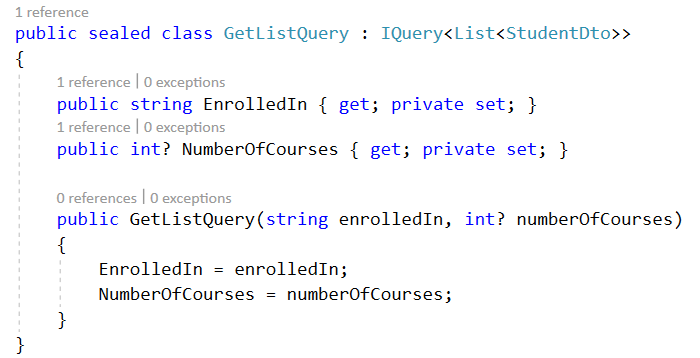 1 reference
public sealed class GetListQuery : IQuery<List<StudentDto>>
{
1 reference | 0 exceptions
public string EnrolledIn { get; private set; }
1 reference | 0 exceptions
public int? NumberOfCourses { get; private set; }
0 references | 0 exceptions
public GetListQuery(string enrolledIn, int? numberOfCourses)
{
EnrolledIn = enrolledIn;
NumberOfCourses = numberOfCourses;
}
}